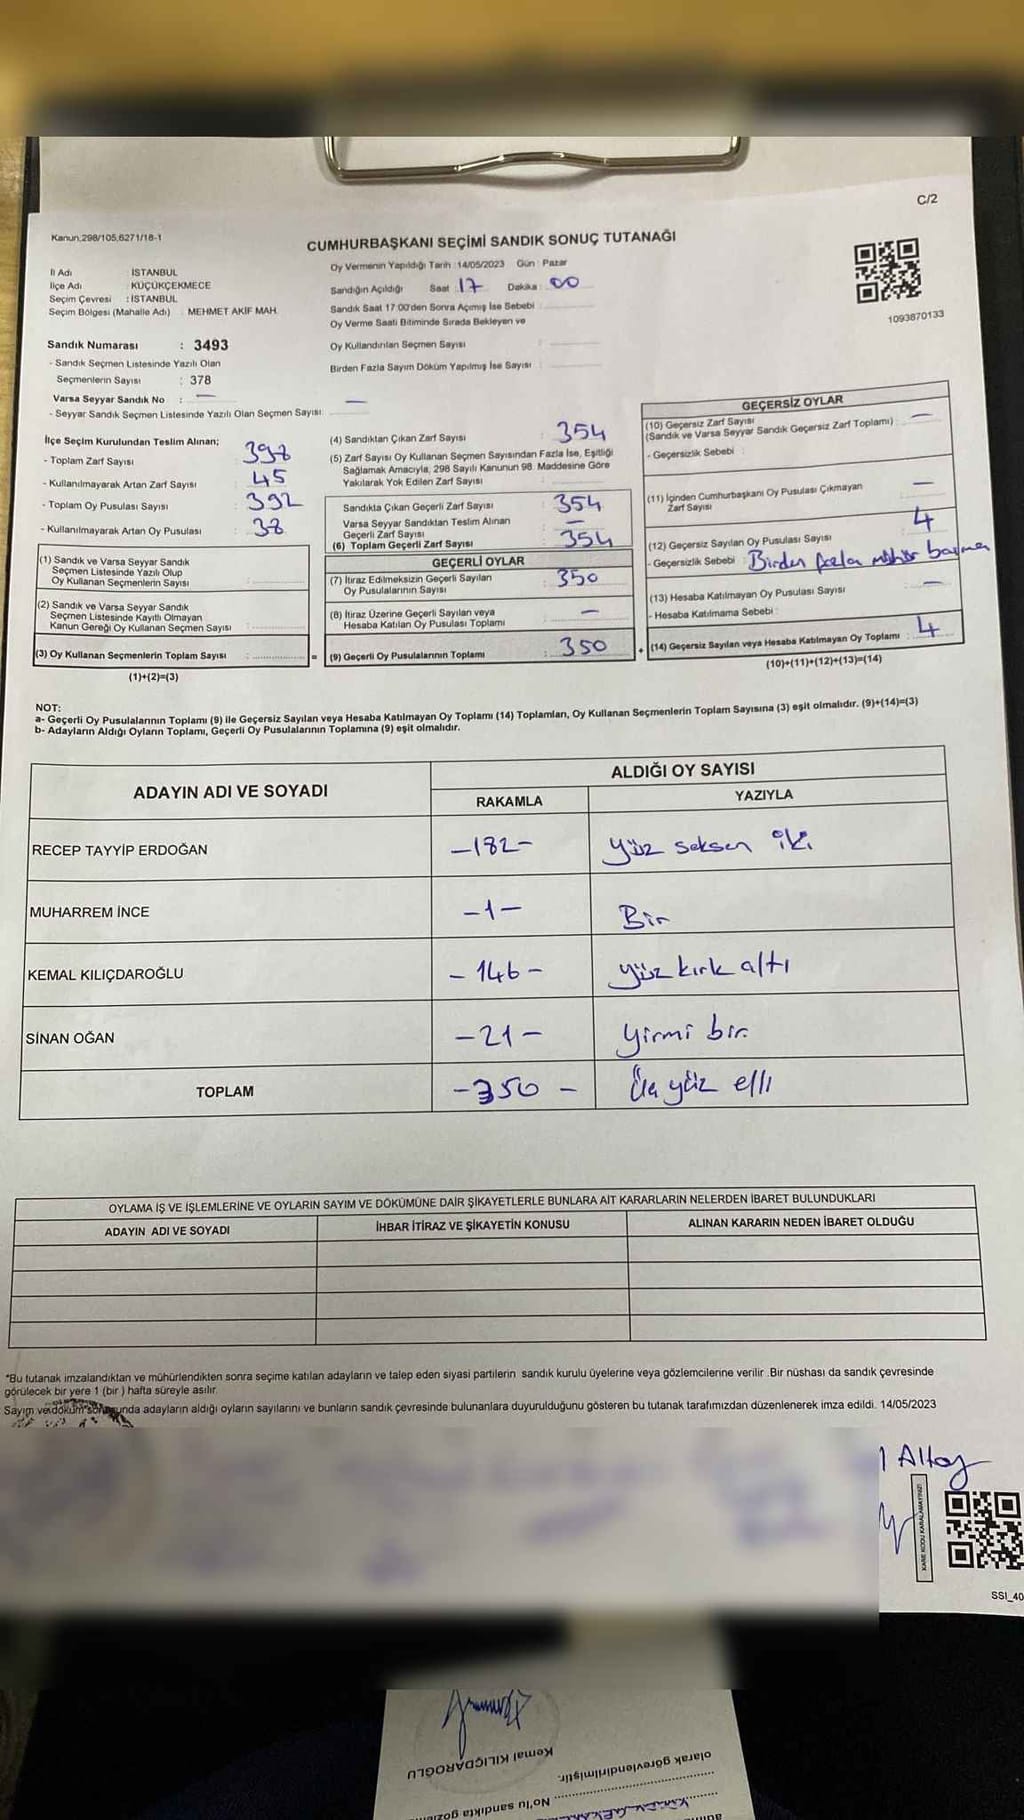 C/2
Kanun;298/105,6271/18-1
CUMHURBAŞKANI SEÇİMİ SANDIK SONUÇ TUTANAĞI
İl Adı İSTANBUL
İlçe Adı : KÜÇÜKÇEKMECE
Seçim Çevresi : İSTANBUL
Seçim Bölgesi (Mahalle Adı) : MEHMET AKİF MAH.
Oy Vermenin Yapıldığı Tarih :14/05/2023 Gün : Pazar
Sandığın Açıldığı Saat : 17 Dakika : 00
Sandık Saat 17:00'den Sonra Açımış İse Sebebi :
Oy Verme Saati Bitiminde Sırada Bekleyen ve
Oy Kullandırılan Seçmen Sayısı :
Birden Fazla Sayım Döküm Yapılmış İse Sayısı :
1093870133
Sandık Numarası : 3493
- Sandık Seçmen Listesinde Yazılı Olan
Seçmenlerin Sayısı : 378
Varsa Seyyar Sandık No : —
- Seyyar Sandık Seçmen Listesinde Yazılı Olan Seçmen Sayısı: —
İlçe Seçim Kurulundan Teslim Alınan;
- Toplam Zarf Sayısı :
- Kullanılmayarak Artan Zarf Sayısı : 45
- Toplam Oy Pusulası Sayısı : 392
- Kullanılmayarak Artan Oy Pusulası : 38
(1) Sandık ve Varsa Seyyar Sandık
Seçmen Listesinde Yazılı Olup
Oy Kullanan Seçmenlerin Sayısı :
(2) Sandık ve Varsa Seyyar Sandık
Seçmen Listesinde Kayıtlı Olmayan
Kanun Gereği Oy Kullanan Seçmen Sayısı :
(3) Oy Kullanan Seçmenlerin Toplam Sayısı : =
(1)+(2)=(3)
(4) Sandıktan Çıkan Zarf Sayısı : 354
(5) Zarf Sayısı Oy Kullanan Seçmen Sayısından Fazla İse, Eşitliği
Sağlamak Amacıyla, 298 Sayılı Kanunun 98. Maddesine Göre
Yakılarak Yok Edilen Zarf Sayısı :
Sandıkta Çıkan Geçerli Zarf Sayısı : 354
Varsa Seyyar Sandıktan Teslim Alınan
Geçerli Zarf Sayısı : —
(6) Toplam Geçerli Zarf Sayısı : 354
GEÇERLİ OYLAR
(7) İtiraz Edilmeksizin Geçerli Sayılan
Oy Pusulalarının Sayısı : 350
(8) İtiraz Üzerine Geçerli Sayılan veya
Hesaba Katılan Oy Pusulası Toplamı : —
(9) Geçerli Oy Pusulalarının Toplamı : 350 +
GEÇERSİZ OYLAR
(10) Geçersiz Zarf Sayısı
(Sandık ve Varsa Seyyar Sandık Geçersiz Zarf Toplamı) : —
- Geçersizlik Sebebi :
(11) İçinden Cumhurbaşkanı Oy Pusulası Çıkmayan
Zarf Sayısı : —
(12) Geçersiz Sayılan Oy Pusulası Sayısı : 4
- Geçersizlik Sebebi : Birden fazla mühür basma
(13) Hesaba Katılmayan Oy Pusulası Sayısı : —
- Hesaba Katılmama Sebebi :
(14) Geçersiz Sayılan veya Hesaba Katılmayan Oy Toplamı : 4
(10)+(11)+(12)+(13)=(14)
NOT:
a- Geçerli Oy Pusulalarının Toplamı (9) ile Geçersiz Sayılan veya Hesaba Katılmayan Oy Toplamı (14) Toplamları, Oy Kullanan Seçmenlerin Toplam Sayısına (3) eşit olmalıdır. (9)+(14)=(3)
b- Adayların Aldığı Oyların Toplamı, Geçerli Oy Pusulalarının Toplamına (9) eşit olmalıdır.
ADAYIN ADI VE SOYADI ALDIĞI OY SAYISI
RAKAMLA YAZIYLA
RECEP TAYYİP ERDOĞAN -182- Yüz seksen iki
MUHARREM İNCE -1- Bir
KEMAL KILIÇDAROĞLU -146- Yüz kırk altı
SİNAN OĞAN -21- Yirmi bir
TOPLAM -350- Üç yüz elli
OYLAMA İŞ VE İŞLEMLERİNE VE OYLARIN SAYIM VE DÖKÜMÜNE DAİR ŞİKAYETLERLE BUNLARA AİT KARARLARIN NELERDEN İBARET BULUNDUKLARI
ADAYIN ADI VE SOYADI İHBAR İTİRAZ VE ŞİKAYETİN KONUSU ALINAN KARARIN NEDEN İBARET OLDUĞU
*Bu tutanak imzalandıktan ve mühürlendikten sonra seçime katılan adayların ve talep eden siyasi partilerin sandık kurulu üyelerine veya gözlemcilerine verilir .Bir nüshası da sandık çevresinde
görülecek bir yere 1 (bir ) hafta süreyle asılır.
Sayım ve döküm sonucunda adayların aldığı oyların sayılarını ve bunların sandık çevresinde bulunanlara duyurulduğunu gösteren bu tutanak tarafımızdan düzenlenerek imza edildi. 14/05/2023
Altay
KARE KODU KARALAMAYINIZ!
SSI_40
Kemal KILIÇDAROĞLU
olarak görevlendirilmiştir.
No'lu sandıkta